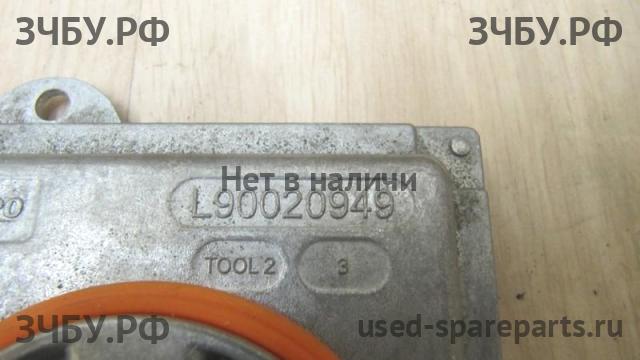 ЗЧБУ.РФ ЗЧБУ.РФ
Нет в наличи
L90020949
TOOL 2 3
ЗЧБУ.РФ used-spareparts.ru